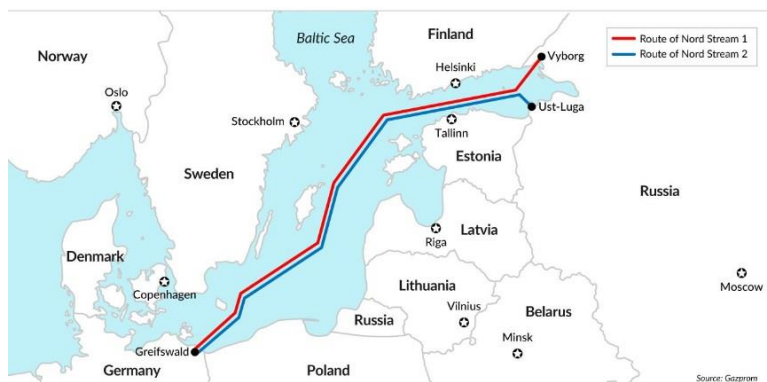 Baltic Sea
Finland
Norway
Helsinki
Vyborg
Route of Nord Stream 1
Route of Nord Stream 2
Oslo
Stockholm
Ust-Luga
Tallinn
Estonia
Sweden
Russia
Denmark
Riga
Latvia
Copenhagen
Lithuania
Moscow
Vilnius
Belarus
Russia
Minsk
Greifswald
Germany
Poland
Source: Gazprom